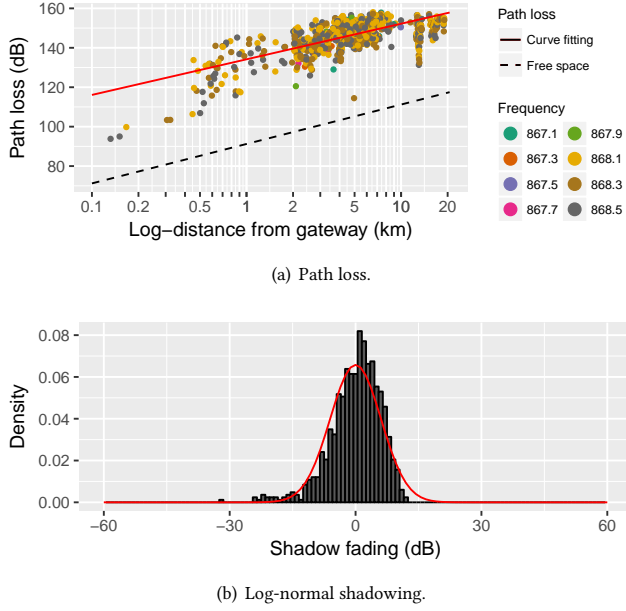 160
140
120
100
80
Path loss (dB)
0.1 0.2 0.5 1 2 5 10 20
Log−distance from gateway (km)
Path loss
Curve fitting
Free space
Frequency
867.1 867.9
867.3 868.1
867.5 868.3
867.7 868.5
(a) Path loss.
0.08
0.06
0.04
0.02
0.00
Density
−60 −30 0 30 60
Shadow fading (dB)
(b) Log-normal shadowing.